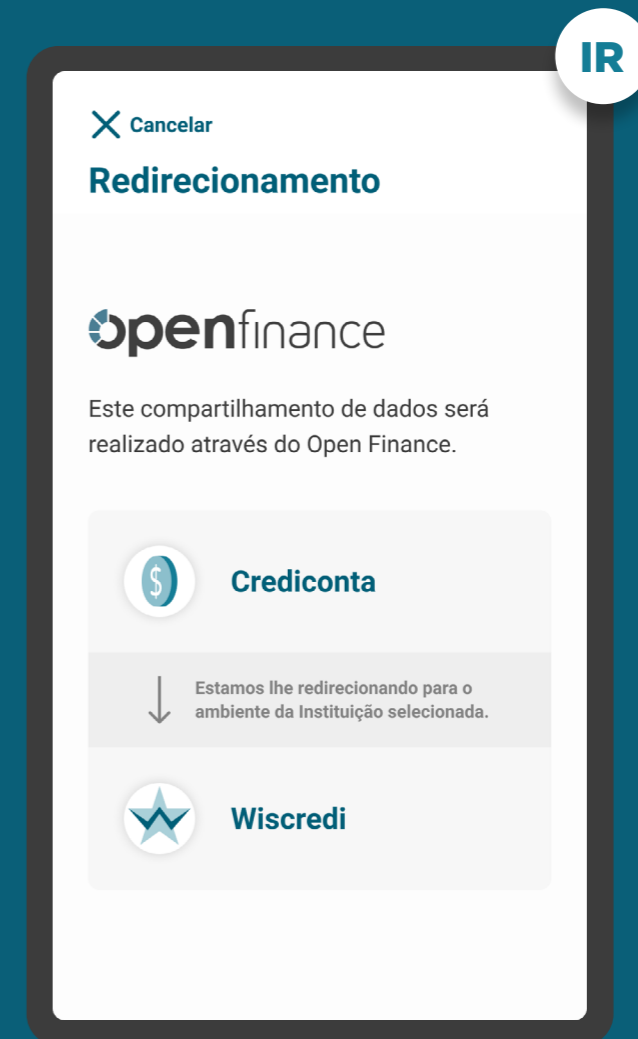 IR
Cancelar
Redirecionamento
openfinance
Este compartilhamento de dados será
realizado através do Open Finance.
$
Crediconta
Estamos lhe redirecionando para o
ambiente da Instituição selecionada.
Wiscredi